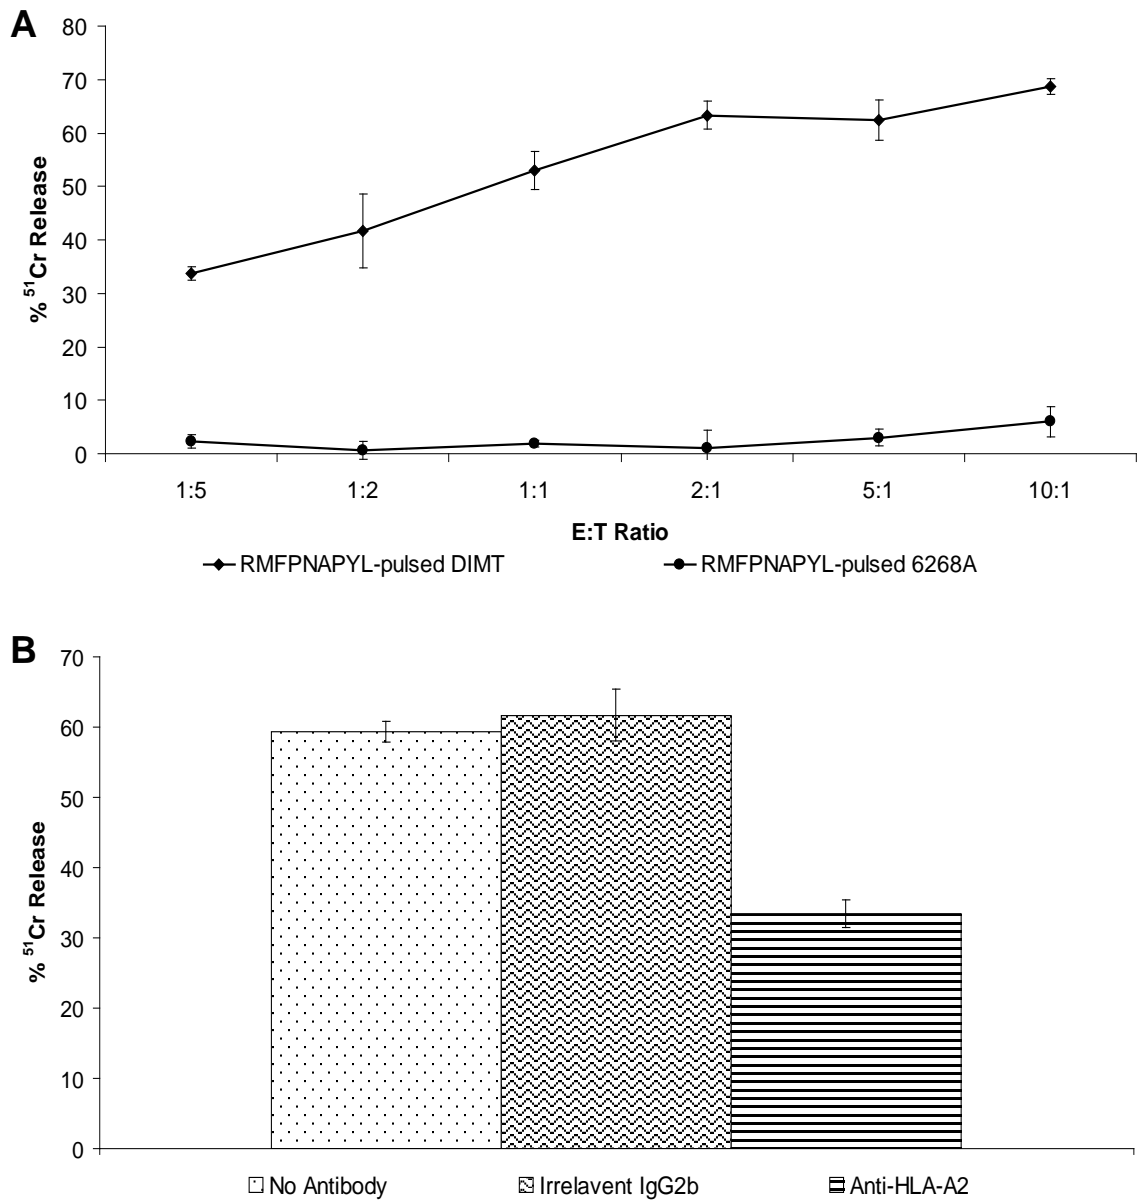 A
80
70
60
50
40
30
20
10
0
% ⁵¹Cr Release
1:5 1:2 1:1 2:1 5:1 10:1
E:T Ratio
RMFPNAPYL-pulsed DIMT RMFPNAPYL-pulsed 6268A
B
70
60
50
40
30
20
10
0
% ⁵¹Cr Release
No Antibody Irrelavent IgG2b Anti-HLA-A2